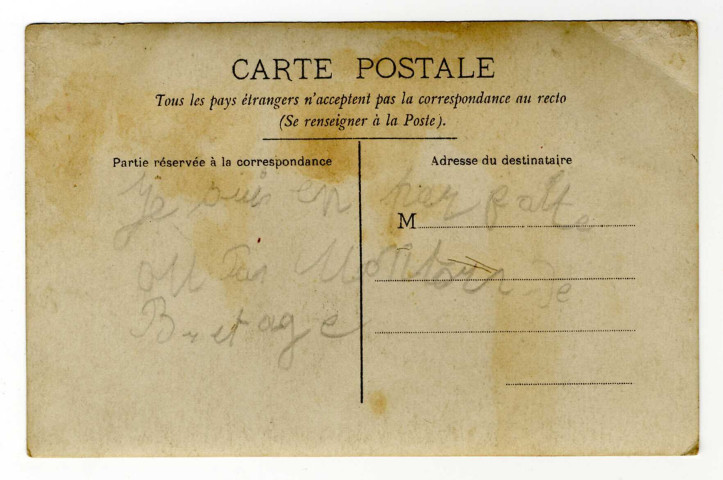 CARTE POSTALE
Tous les pays étrangers n'acceptent pas la correspondance au recto
(Se renseigner à la Poste).
Partie réservée à la correspondance
Adresse du destinataire
M
Je suis en
de
Bretage